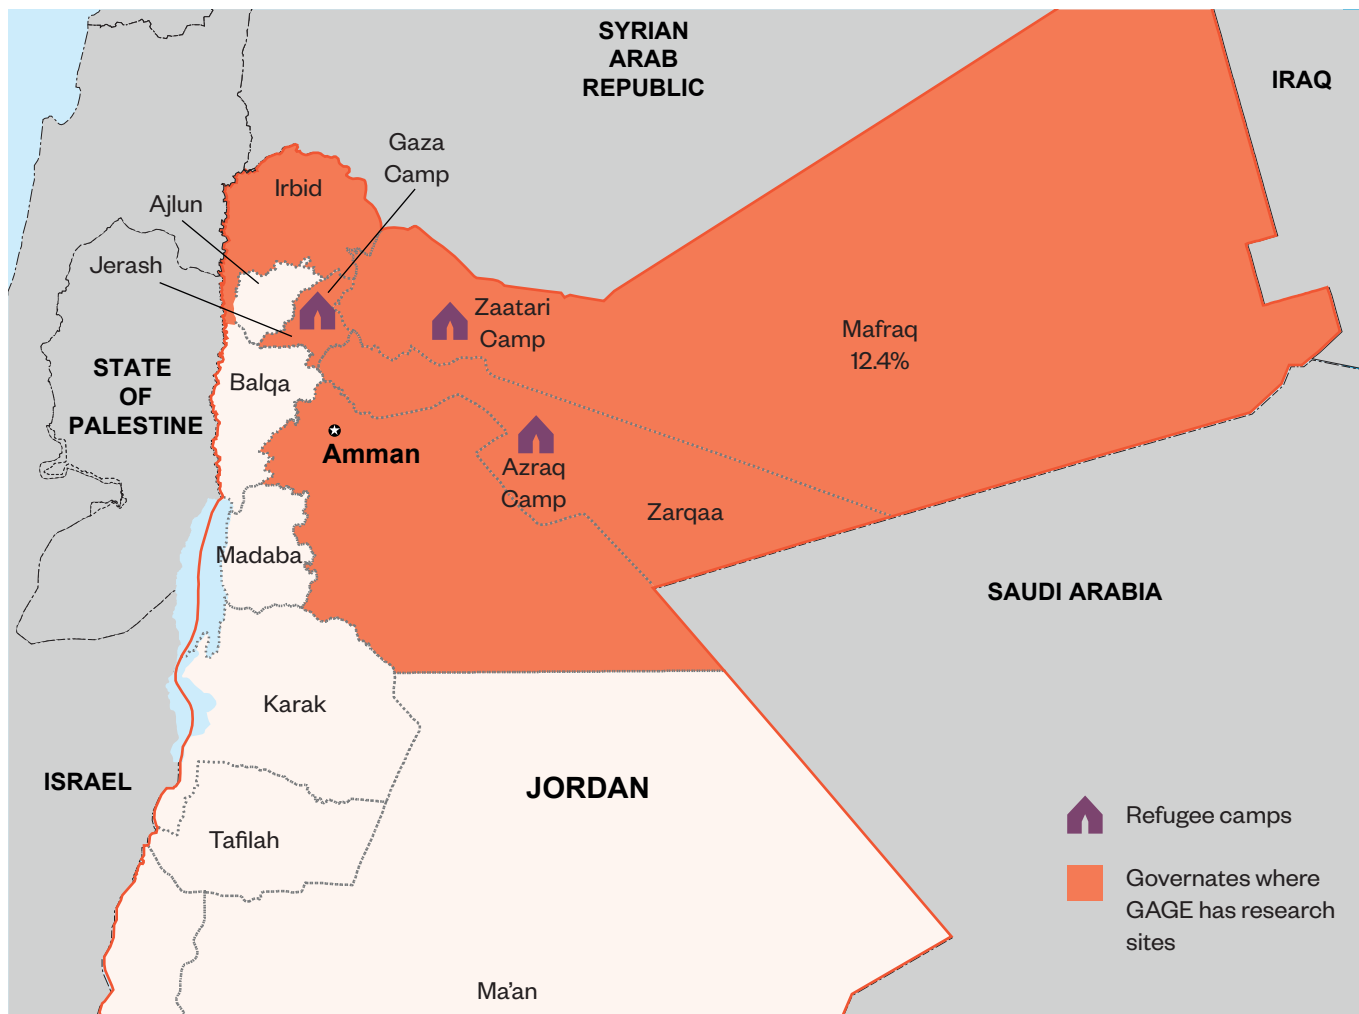 SYRIAN
ARAB
REPUBLIC
IRAQ
Gaza
Camp
Irbid
Ajlun
Jerash
Zaatari
Camp
Mafraq
12.4%
STATE
OF
PALESTINE
Balqa
Amman
Azraq
Camp
Zarqaa
Madaba
SAUDI ARABIA
Karak
ISRAEL
JORDAN
Tafilah
Ma'an
Refugee camps
Governates where
GAGE has research
sites